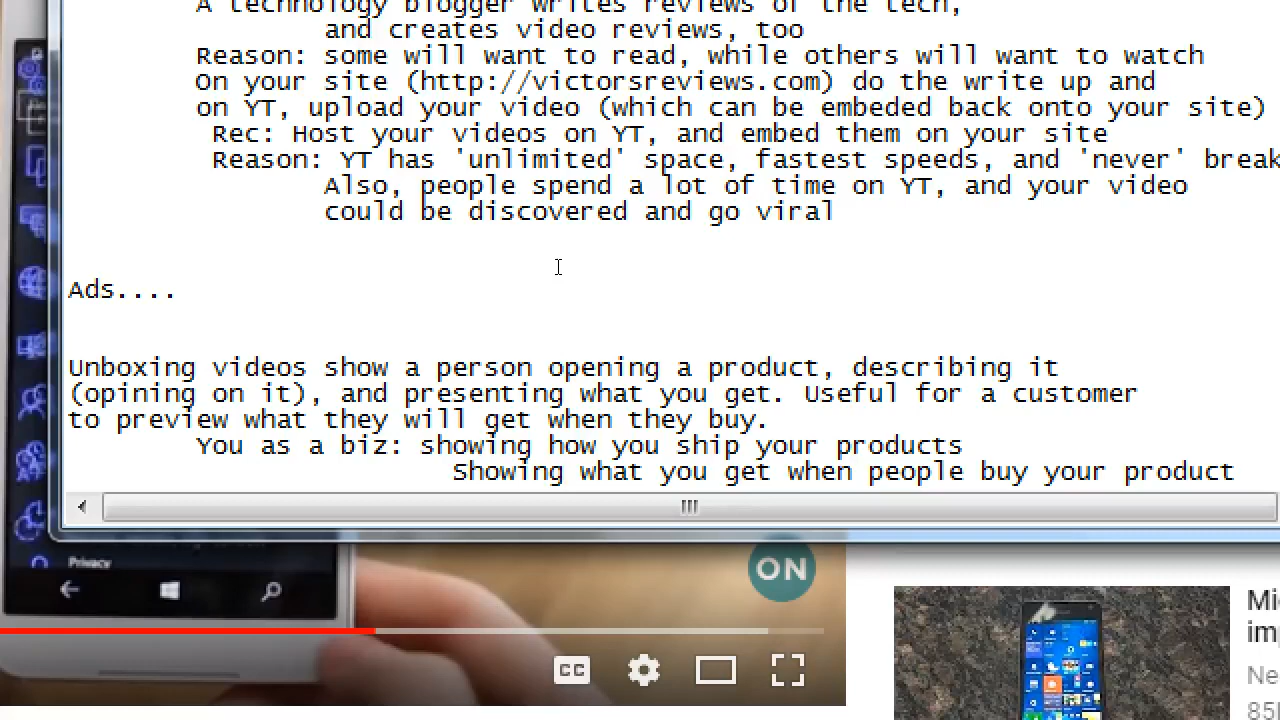 A technology blogger writes reviews of the tech,
and creates video reviews, too
Reason: some will want to read, while others will want to watch
On your site (http://victorsreviews.com) do the write up and
on YT, upload your video (which can be embeded back onto your site)
Rec: Host your videos on YT, and embed them on your site
Reason: YT has 'unlimited' space, fastest speeds, and 'never' break
Also, people spend a lot of time on YT, and your video
could be discovered and go viral
Ads....
Unboxing videos show a person opening a product, describing it
(opining on it), and presenting what you get. Useful for a customer
to preview what they will get when they buy.
You as a biz: showing how you ship your products
Showing what you get when people buy your product
Privacy
ON
CC
Mi
imp
Ne
85